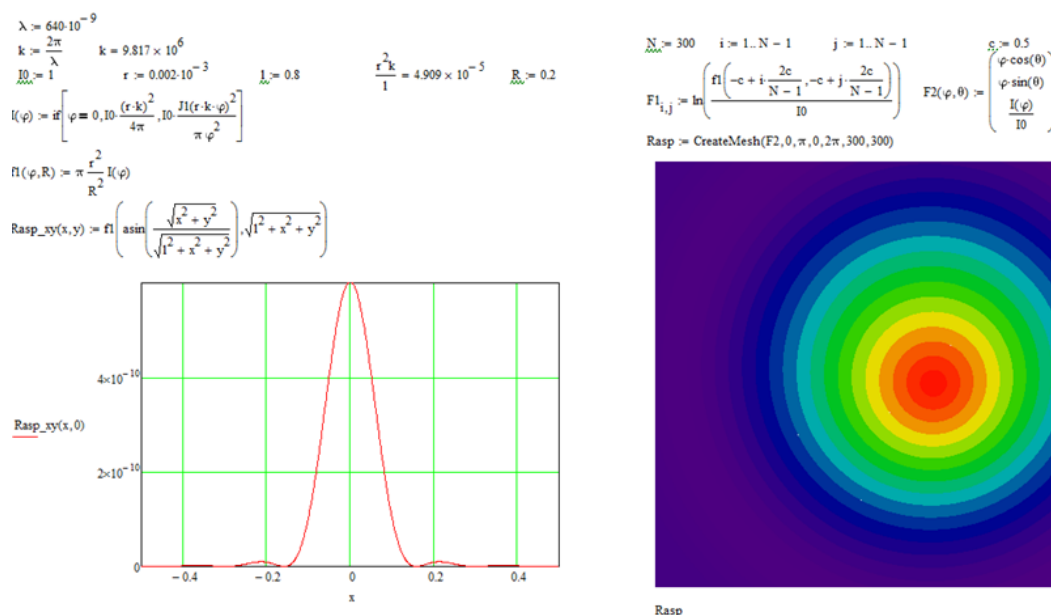 λ := 640·10⁻⁹
k := 2π/λ k = 9.817 × 10⁶
I0 := 1 r := 0.002·10⁻³ l := 0.8 r²k/l = 4.909 × 10⁻⁵ R := 0.2
I(φ) := if[φ = 0, I0·(r·k)²/4π, I0·J1(r·k·φ)²/π φ²]
f1(φ,R) := π r²/R² I(φ)
Rasp_xy(x,y) := f1(asin(√(x² + y²)/√(l² + x² + y²)), √(l² + x² + y²))
4×10⁻¹⁰
Rasp_xy(x,0)
2×10⁻¹⁰
0
−0.4 −0.2 0 0.2 0.4
x
N := 300 i := 1.. N − 1 j := 1.. N − 1 c := 0.5
F1i,j := ln(f1(−c + i·2c/(N − 1), −c + j·2c/(N − 1))/I0) F2(φ,θ) := (φ·cos(θ)
φ·sin(θ)
I(φ)/I0)
Rasp := CreateMesh(F2,0,π,0,2π,300,300)
Rasp